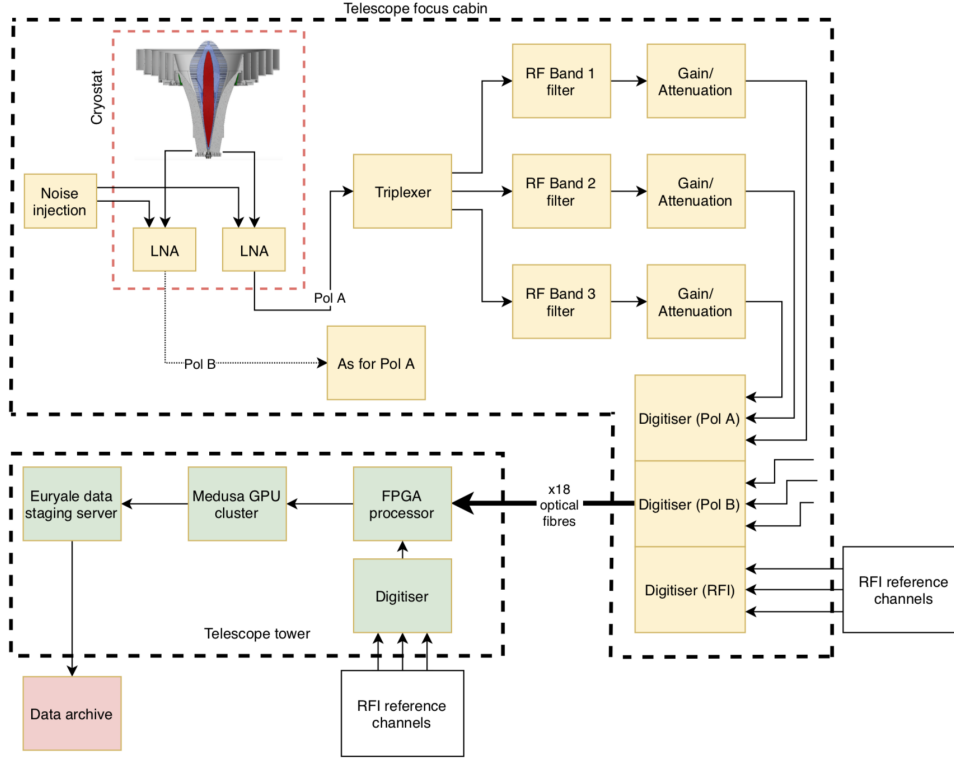 Telescope focus cabin
Cryostat
RF Band 1
filter
Gain/
Attenuation
Noise
injection
Triplexer
RF Band 2
filter
Gain/
Attenuation
LNA
LNA
Pol A
RF Band 3
filter
Gain/
Attenuation
Pol B
As for Pol A
Digitiser (Pol A)
Euryale data
staging server
Medusa GPU
cluster
FPGA
processor
x18
optical
fibres
Digitiser (Pol B)
Digitiser
Digitiser (RFI)
RFI reference
channels
Telescope tower
Data archive
RFI reference
channels